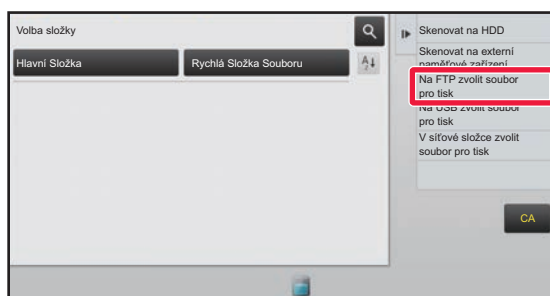 Volba složky
Hlavní Složka
Rychlá Složka Souboru
Skenovat na HDD
Skenovat na externí
paměťové zařízení
Na FTP zvolit soubor
pro tisk
Na USB zvolit soubor
pro tisk
V síťové složce zvolit
soubor pro tisk
CA